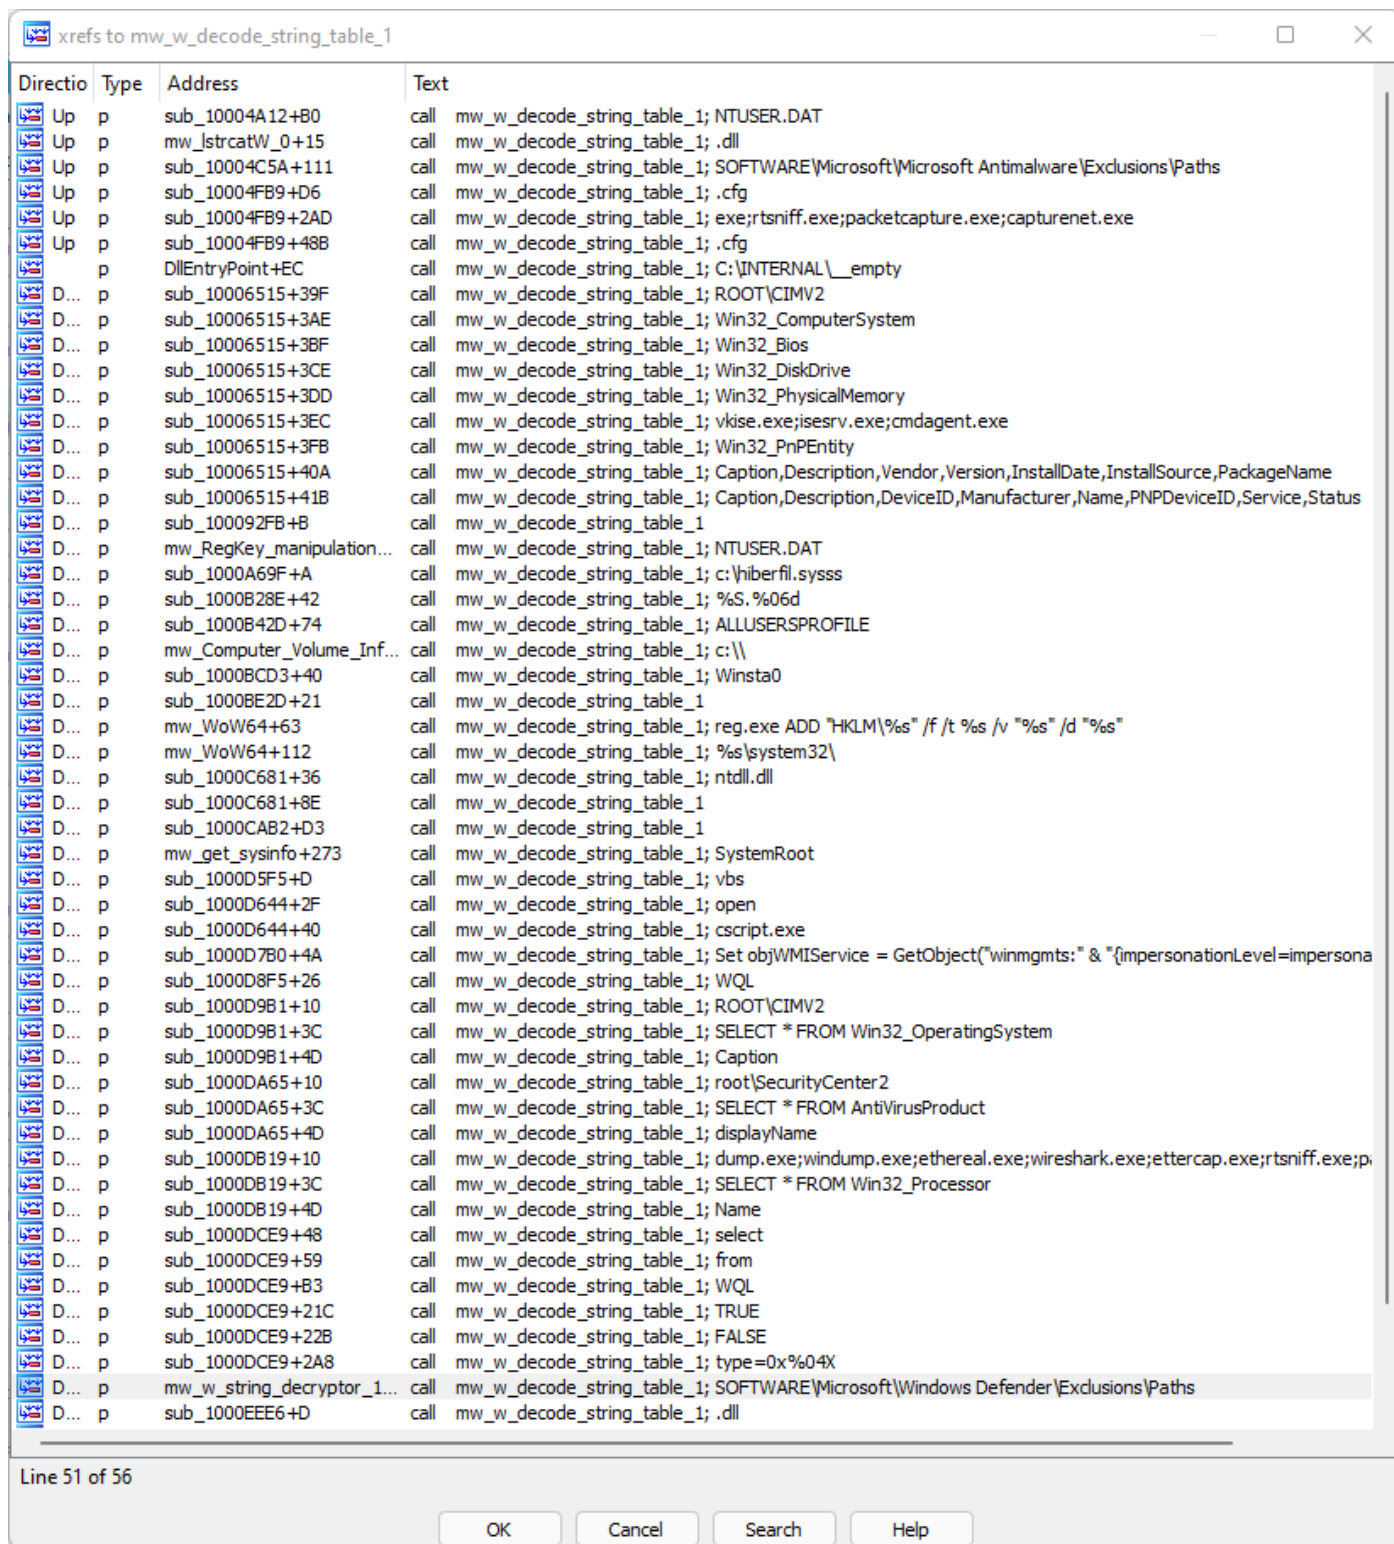 xrefs to mw_w_decode_string_table_1
Directio Type Address Text
Up p sub_10004A12+B0 call mw_w_decode_string_table_1; NTUSER.DAT
Up p mw_lstrcatW_0+15 call mw_w_decode_string_table_1; .dll
Up p sub_10004C5A+111 call mw_w_decode_string_table_1; SOFTWARE\Microsoft\Microsoft Antimalware\Exclusions\Paths
Up p sub_10004FB9+D6 call mw_w_decode_string_table_1; .cfg
Up p sub_10004FB9+2AD call mw_w_decode_string_table_1; exe;rtsniff.exe;packetcapture.exe;capturenet.exe
Up p sub_10004FB9+48B call mw_w_decode_string_table_1; .cfg
p DllEntryPoint+EC call mw_w_decode_string_table_1; C:\INTERNAL\__empty
D... p sub_10006515+39F call mw_w_decode_string_table_1; ROOT\CIMV2
D... p sub_10006515+3AE call mw_w_decode_string_table_1; Win32_ComputerSystem
D... p sub_10006515+3BF call mw_w_decode_string_table_1; Win32_Bios
D... p sub_10006515+3CE call mw_w_decode_string_table_1; Win32_DiskDrive
D... p sub_10006515+3DD call mw_w_decode_string_table_1; Win32_PhysicalMemory
D... p sub_10006515+3EC call mw_w_decode_string_table_1; vkise.exe;isesrv.exe;cmdagent.exe
D... p sub_10006515+3FB call mw_w_decode_string_table_1; Win32_PnPEntity
D... p sub_10006515+40A call mw_w_decode_string_table_1; Caption,Description,Vendor,Version,InstallDate,InstallSource,PackageName
D... p sub_10006515+41B call mw_w_decode_string_table_1; Caption,Description,DeviceID,Manufacturer,Name,PNPDeviceID,Service,Status
D... p sub_100092FB+B call mw_w_decode_string_table_1
D... p mw_RegKey_manipulation... call mw_w_decode_string_table_1; NTUSER.DAT
D... p sub_1000A69F+A call mw_w_decode_string_table_1; c:\hiberfil.sysss
D... p sub_1000B28E+42 call mw_w_decode_string_table_1; %S.%06d
D... p sub_1000B42D+74 call mw_w_decode_string_table_1; ALLUSERSPROFILE
D... p mw_Computer_Volume_Inf... call mw_w_decode_string_table_1; c:\\
D... p sub_1000BCD3+40 call mw_w_decode_string_table_1; Winsta0
D... p sub_1000BE2D+21 call mw_w_decode_string_table_1
D... p mw_WoW64+63 call mw_w_decode_string_table_1; reg.exe ADD "HKLM\%s" /f /t %s /v "%s" /d "%s"
D... p mw_WoW64+112 call mw_w_decode_string_table_1; %s\system32\
D... p sub_1000C681+36 call mw_w_decode_string_table_1; ntdll.dll
D... p sub_1000C681+8E call mw_w_decode_string_table_1
D... p sub_1000CAB2+D3 call mw_w_decode_string_table_1
D... p mw_get_sysinfo+273 call mw_w_decode_string_table_1; SystemRoot
D... p sub_1000D5F5+D call mw_w_decode_string_table_1; vbs
D... p sub_1000D644+2F call mw_w_decode_string_table_1; open
D... p sub_1000D644+40 call mw_w_decode_string_table_1; cscript.exe
D... p sub_1000D7B0+4A call mw_w_decode_string_table_1; Set objWMIService = GetObject("winmgmts:" & "{impersonationLevel=impersona
D... p sub_1000D8F5+26 call mw_w_decode_string_table_1; WQL
D... p sub_1000D9B1+10 call mw_w_decode_string_table_1; ROOT\CIMV2
D... p sub_1000D9B1+3C call mw_w_decode_string_table_1; SELECT * FROM Win32_OperatingSystem
D... p sub_1000D9B1+4D call mw_w_decode_string_table_1; Caption
D... p sub_1000DA65+10 call mw_w_decode_string_table_1; root\SecurityCenter2
D... p sub_1000DA65+3C call mw_w_decode_string_table_1; SELECT * FROM AntiVirusProduct
D... p sub_1000DA65+4D call mw_w_decode_string_table_1; displayName
D... p sub_1000DB19+10 call mw_w_decode_string_table_1; dump.exe;windump.exe;ethereal.exe;wireshark.exe;ettercap.exe;rtsniff.exe;pa
D... p sub_1000DB19+3C call mw_w_decode_string_table_1; SELECT * FROM Win32_Processor
D... p sub_1000DB19+4D call mw_w_decode_string_table_1; Name
D... p sub_1000DCE9+48 call mw_w_decode_string_table_1; select
D... p sub_1000DCE9+59 call mw_w_decode_string_table_1; from
D... p sub_1000DCE9+B3 call mw_w_decode_string_table_1; WQL
D... p sub_1000DCE9+21C call mw_w_decode_string_table_1; TRUE
D... p sub_1000DCE9+22B call mw_w_decode_string_table_1; FALSE
D... p sub_1000DCE9+2A8 call mw_w_decode_string_table_1; type=0x%04X
D... p mw_w_string_decryptor_1... call mw_w_decode_string_table_1; SOFTWARE\Microsoft\Windows Defender\Exclusions\Paths
D... p sub_1000EEE6+D call mw_w_decode_string_table_1; .dll
Line 51 of 56
OK Cancel Search Help